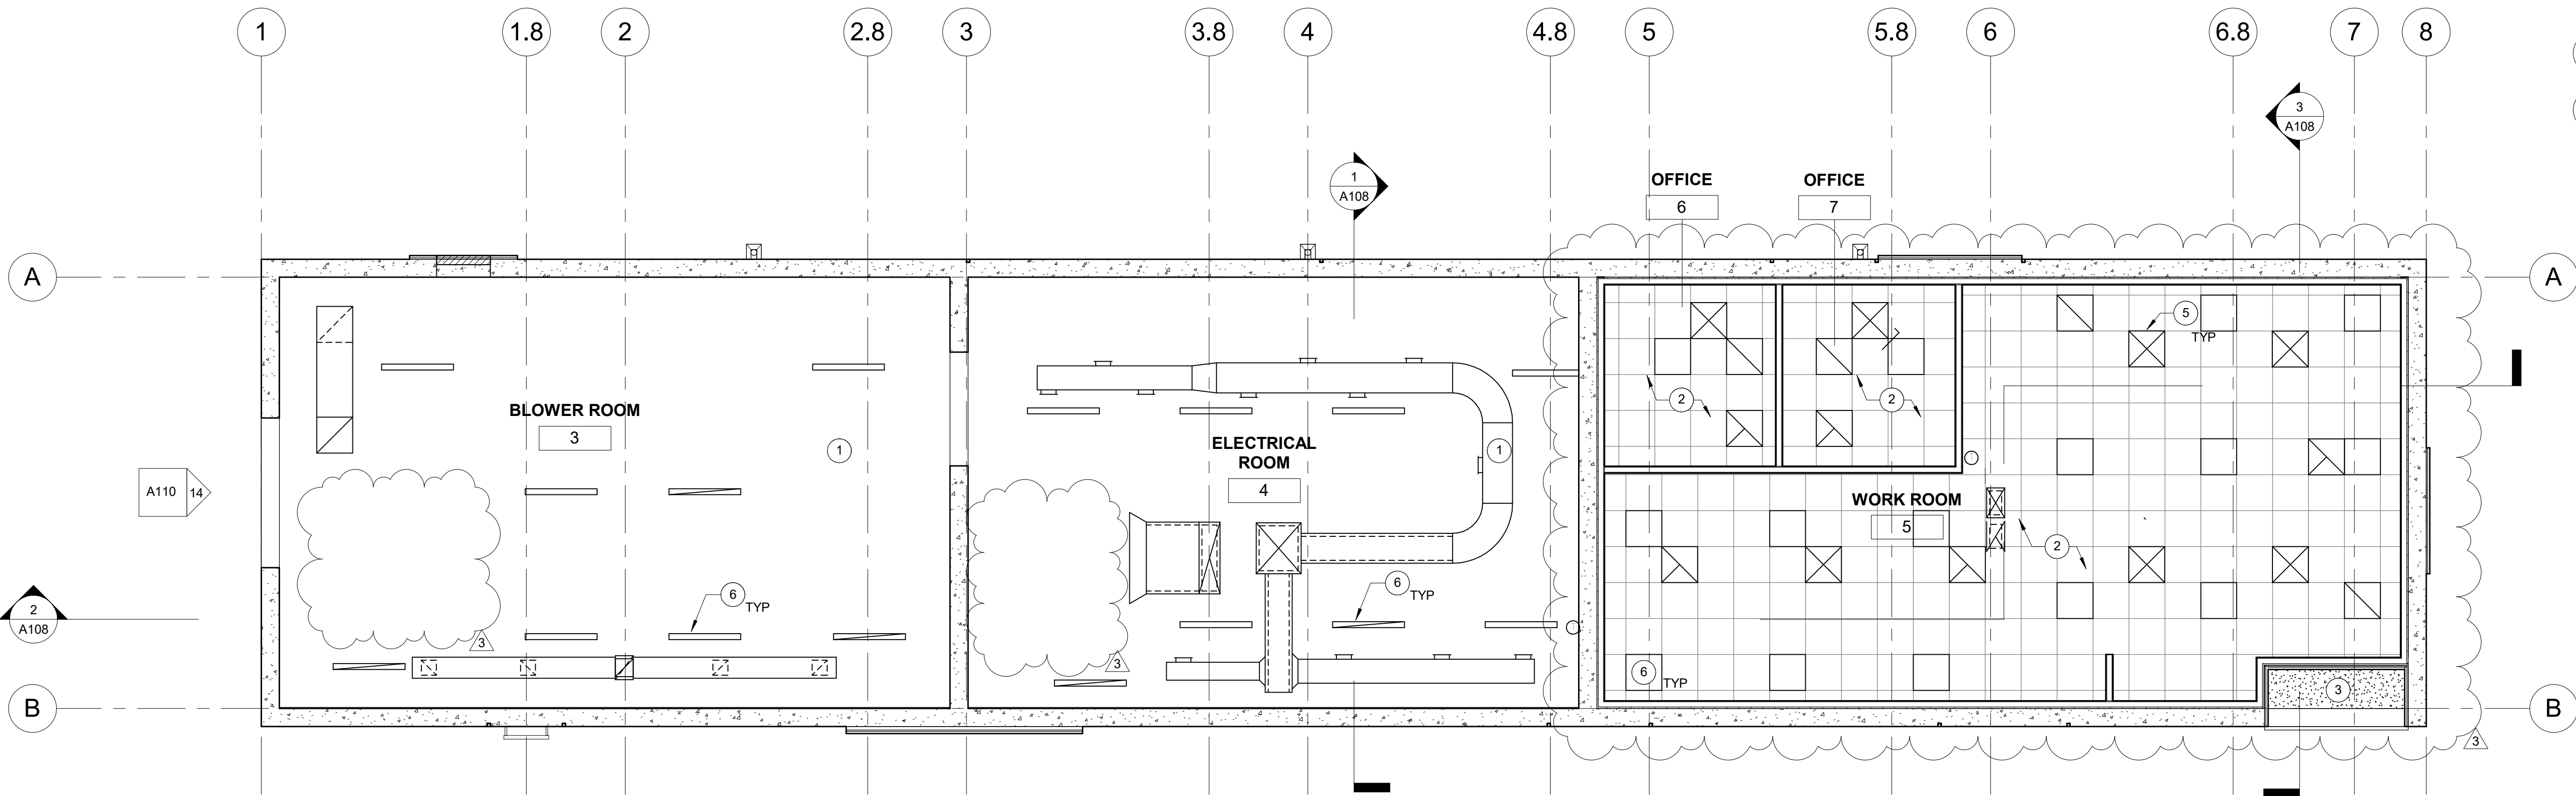 1 1.8 2 2.8 3 3.8 4 4.8 5 5.8 6 6.8 7 8
3
A108
1
A108
OFFICE OFFICE
6 7
A A
5
TYP
2 2
BLOWER ROOM
3
1
ELECTRICAL
ROOM
4
1
A110 14
WORK ROOM
5
2
6
TYP
6
TYP
2
A108
3
3
6
TYP
3
B B
3